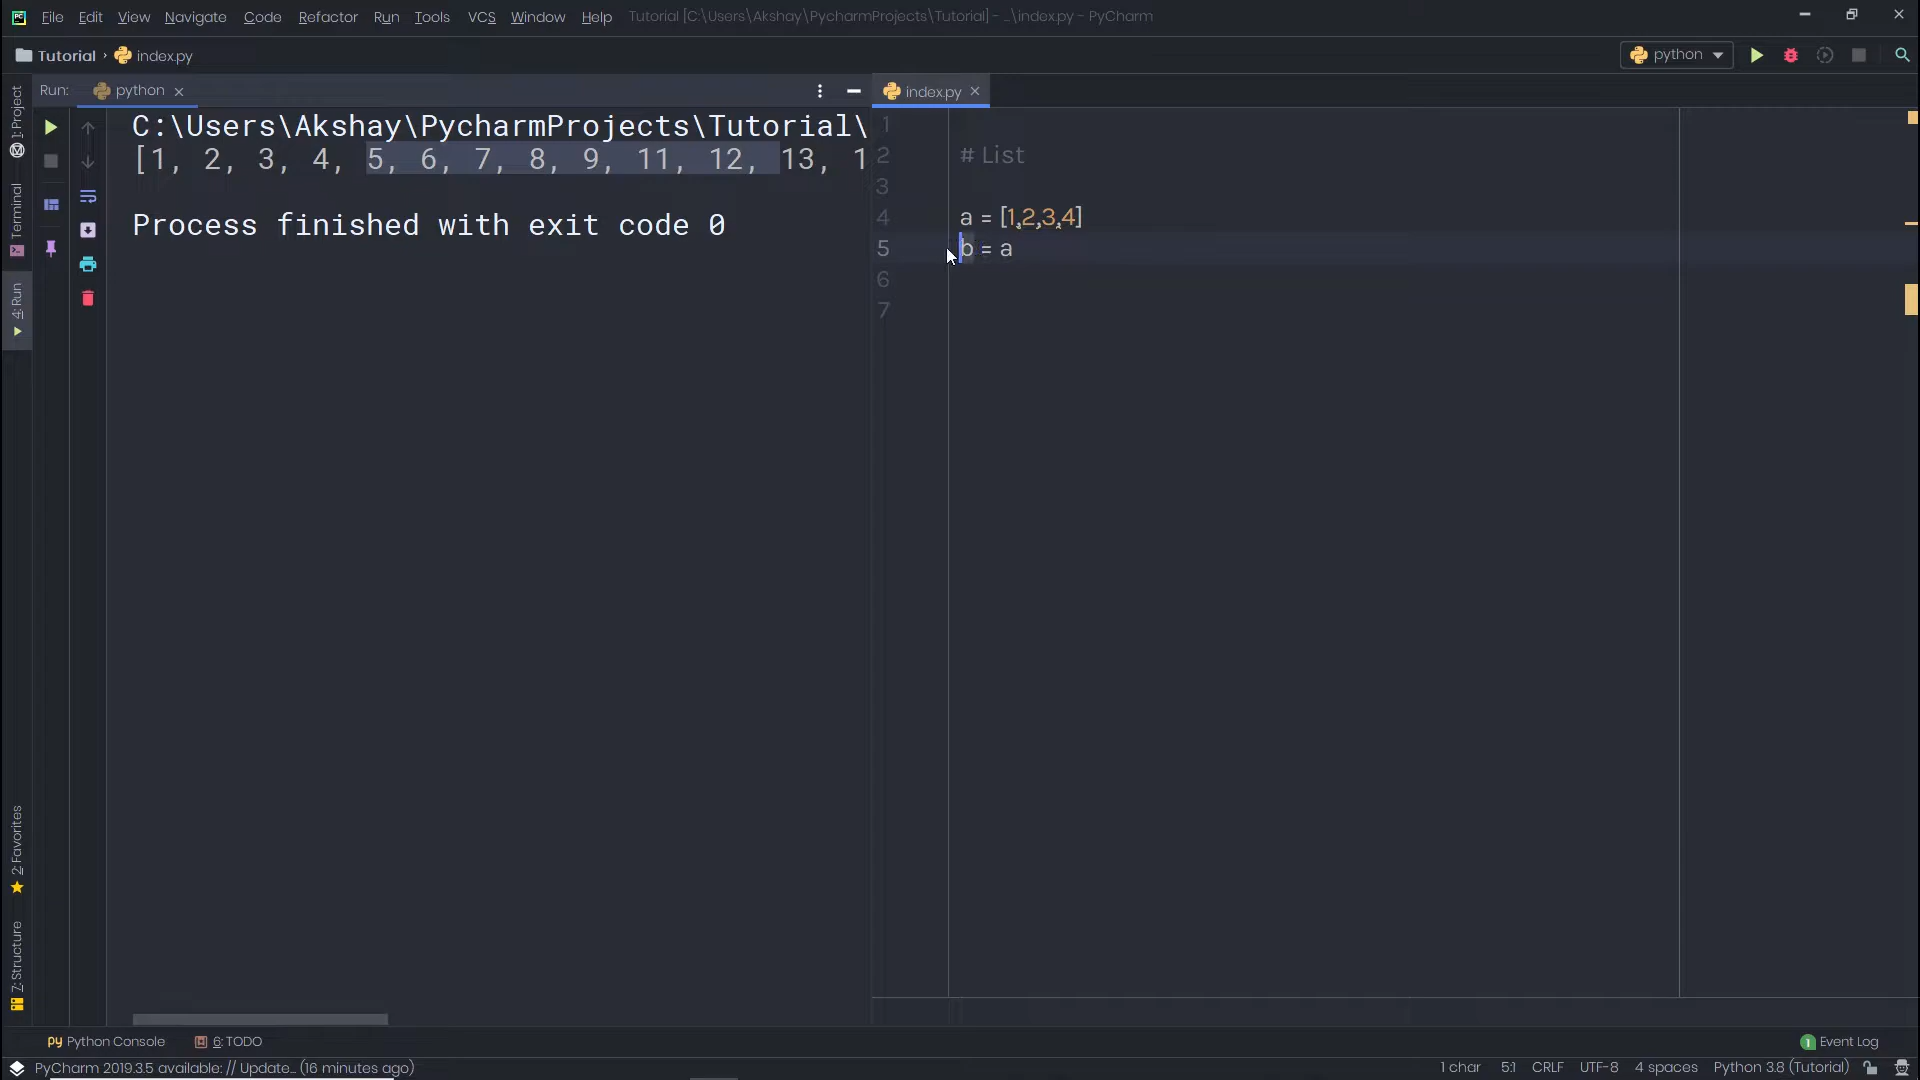 File Edit View Navigate Code Refactor Run Tools VCS Window Help Tutorial [C:\Users\Akshay\PycharmProjects\Tutorial] - ...\index.py - PyCharm
Tutorial index.py python
Run: python index.py
C:\Users\Akshay\PycharmProjects\Tutorial\
[1, 2, 3, 4, 5, 6, 7, 8, 9, 11, 12, 13, 1
Process finished with exit code 0
1
2 # List
3
4 a = [1,2,3,4]
5 b = a
6
7
1: Project
Terminal
4: Run
2: Favorites
7: Structure
Python Console 6: TODO 1 Event Log
PyCharm 2019.3.5 available: // Update... (16 minutes ago) 1 char 5:1 CRLF UTF-8 4 spaces Python 3.8 (Tutorial)